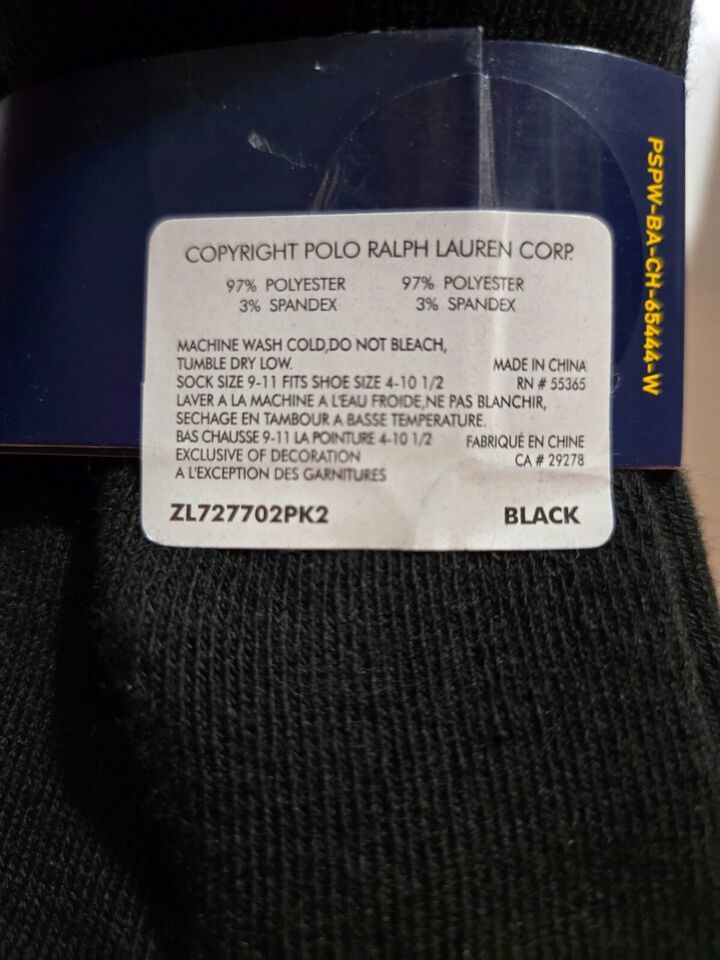 COPYRIGHT POLO RALPH LAUREN CORP.
97% POLYESTER 97% POLYESTER
3% SPANDEX 3% SPANDEX
MACHINE WASH COLD,DO NOT BLEACH,
TUMBLE DRY LOW. MADE IN CHINA
SOCK SIZE 9-11 FITS SHOE SIZE 4-10 1/2 RN # 55365
LAVER A LA MACHINE A L'EAU FROIDE,NE PAS BLANCHIR,
SECHAGE EN TAMBOUR A BASSE TEMPERATURE.
BAS CHAUSSE 9-11 LA POINTURE 4-10 1/2 FABRIQUÉ EN CHINE
EXCLUSIVE OF DECORATION CA # 29278
A L'EXCEPTION DES GARNITURES
ZL727702PK2 BLACK
PSPW-BA-CH-65444-W